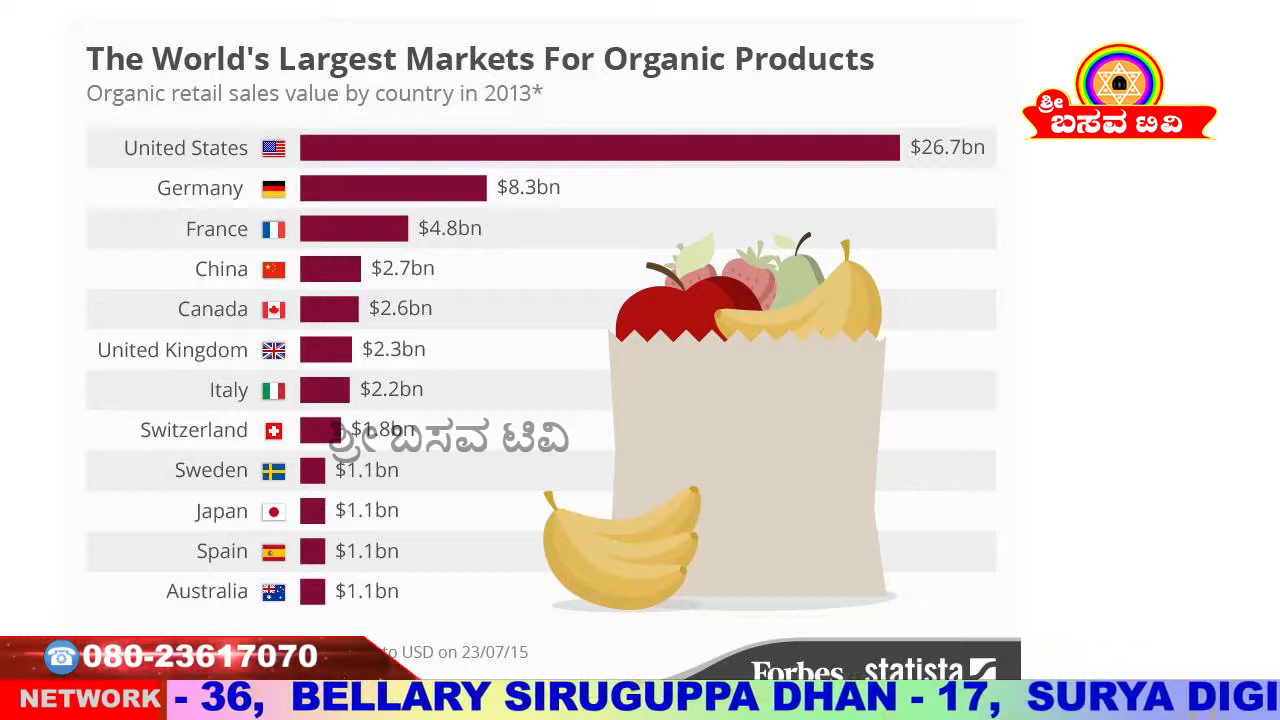 The World's Largest Markets For Organic Products
Organic retail sales value by country in 2013*
ಶ್ರೀ
ಬಸವ ಟಿವಿ
United States $26.7bn
Germany $8.3bn
France $4.8bn
China $2.7bn
Canada $2.6bn
United Kingdom $2.3bn
Italy $2.2bn
Switzerland $1.8bn
ಶ್ರೀ ಬಸವ ಟಿವಿ
Sweden $1.1bn
Japan $1.1bn
Spain $1.1bn
Australia $1.1bn
080-23617070 to USD on 23/07/15
Forbes statista
NETWORK - 36, BELLARY SIRUGUPPA DHAN - 17, SURYA DIGI